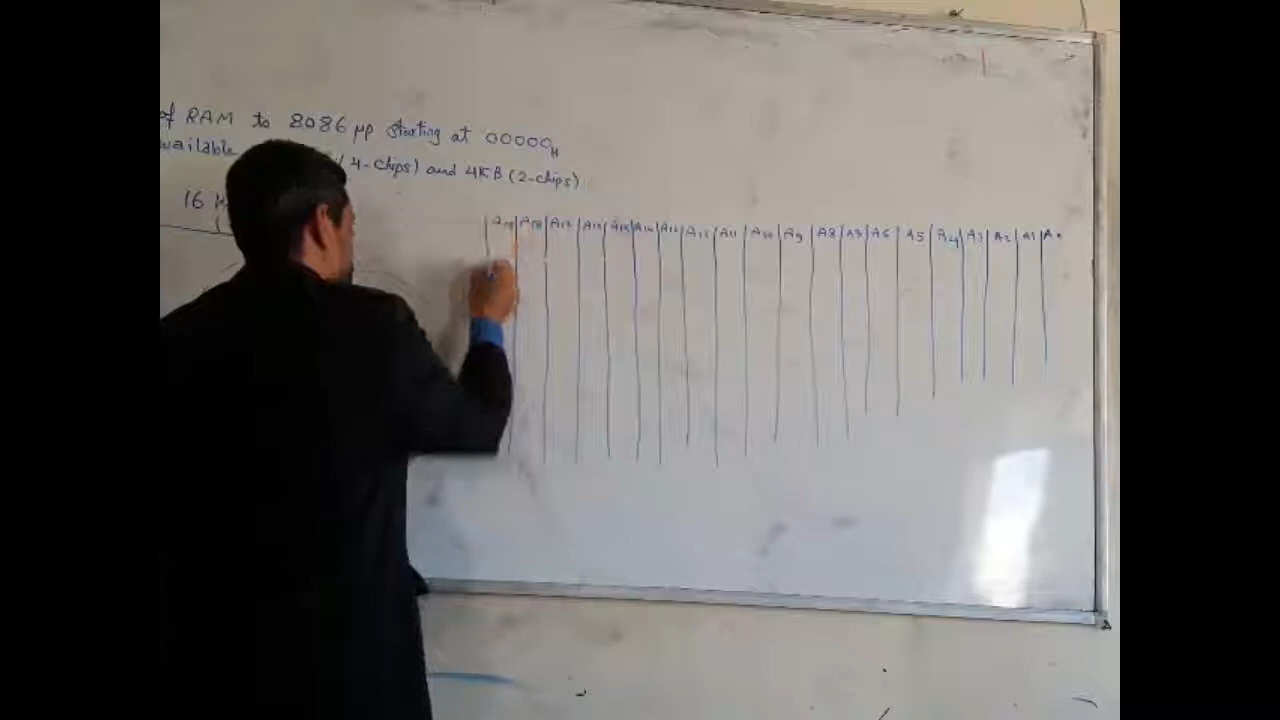 of RAM to 8086 μp starting at 00000H
available 4-chips) and 4KB (2-chips)
16
A19 A18 A17 A16 A15 A14 A13 A12 A11 A10 A9 A8 A7 A6 A5 A4 A3 A2 A1 A0